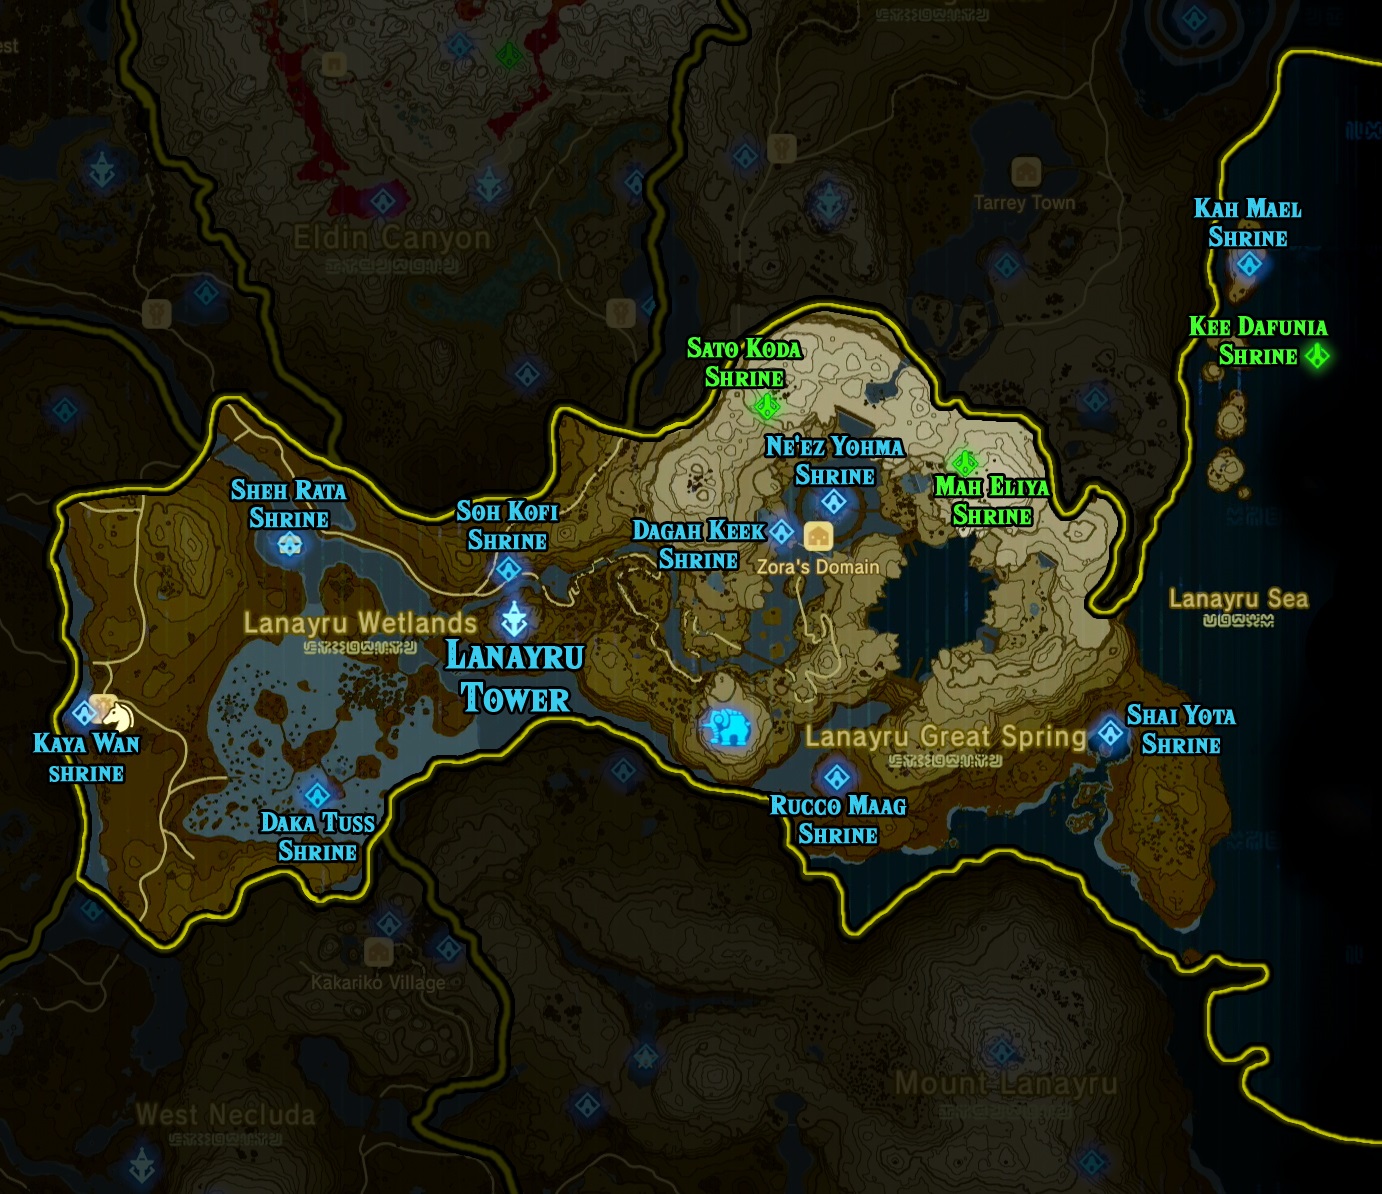 st
Eldin Canyon
Tarrey Town
Kah Mael
Shrine
Kee Dafunia
Shrine
Sato Koda
Shrine
Ne'ez Yohma
Shrine
Mah Eliya
Shrine
Sheh Rata
Shrine
Soh Kofi
Shrine
Dagah Keek
Shrine
Zora's Domain
Lanayru Sea
Lanayru Wetlands
Lanayru
Tower
Kaya Wan
shrine
Lanayru Great Spring
Shai Yota
Shrine
Rucco Maag
Shrine
Daka Tuss
Shrine
Kakariko Village
Mount Lanayru
West Necluda